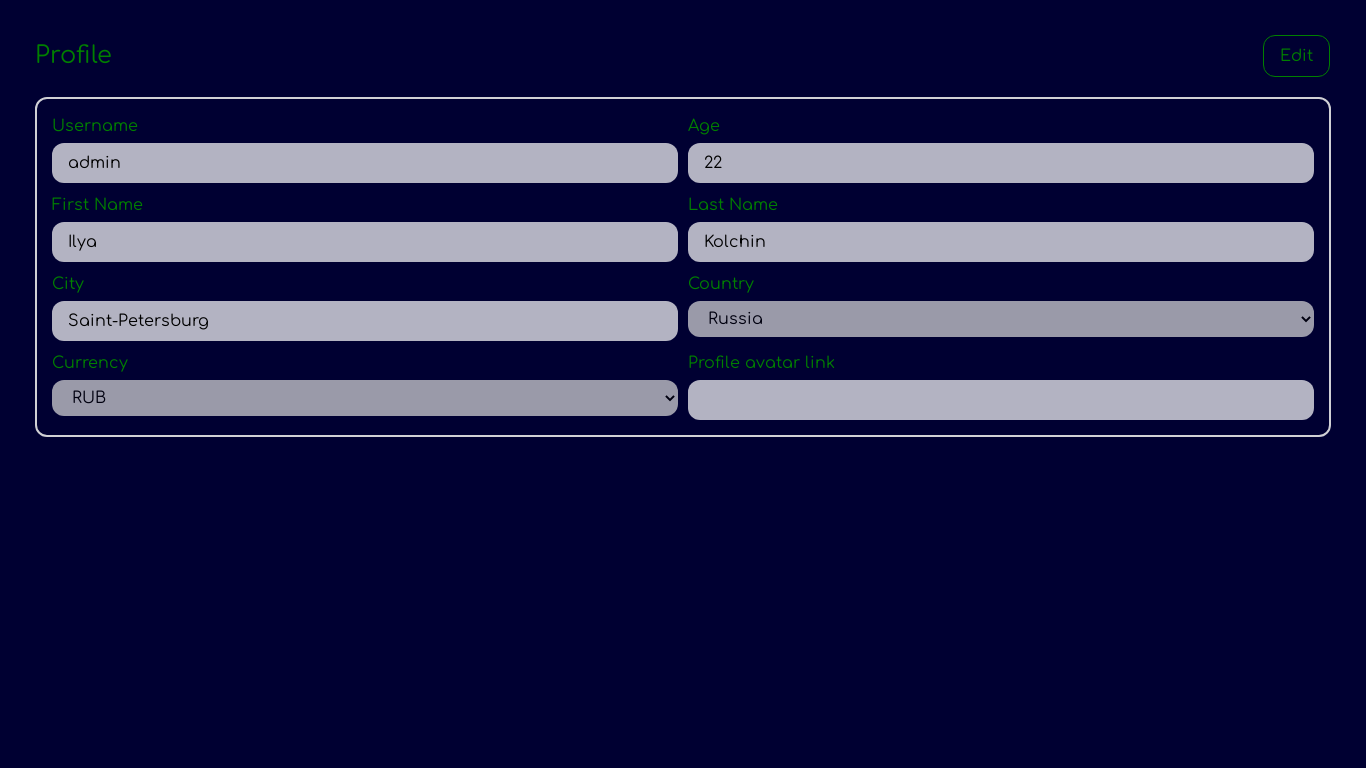 Profile
Edit
Username
Age
admin
22
First Name
Last Name
Ilya
Kolchin
City
Country
Saint-Petersburg
Russia
Currency
Profile avatar link
RUB